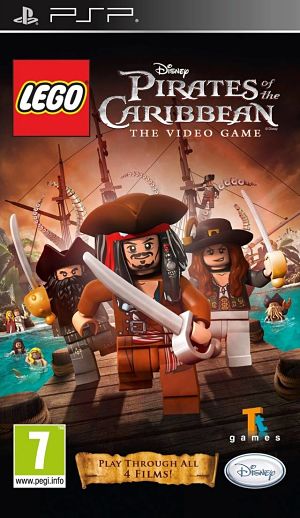 PSP
LEGO
Disney
PIRATES of the
CARIBBEAN
THE VIDEO GAME
©Disney
7
www.pegi.info
PLAY THROUGH ALL
4 FILMS!
Tt
games
Disney